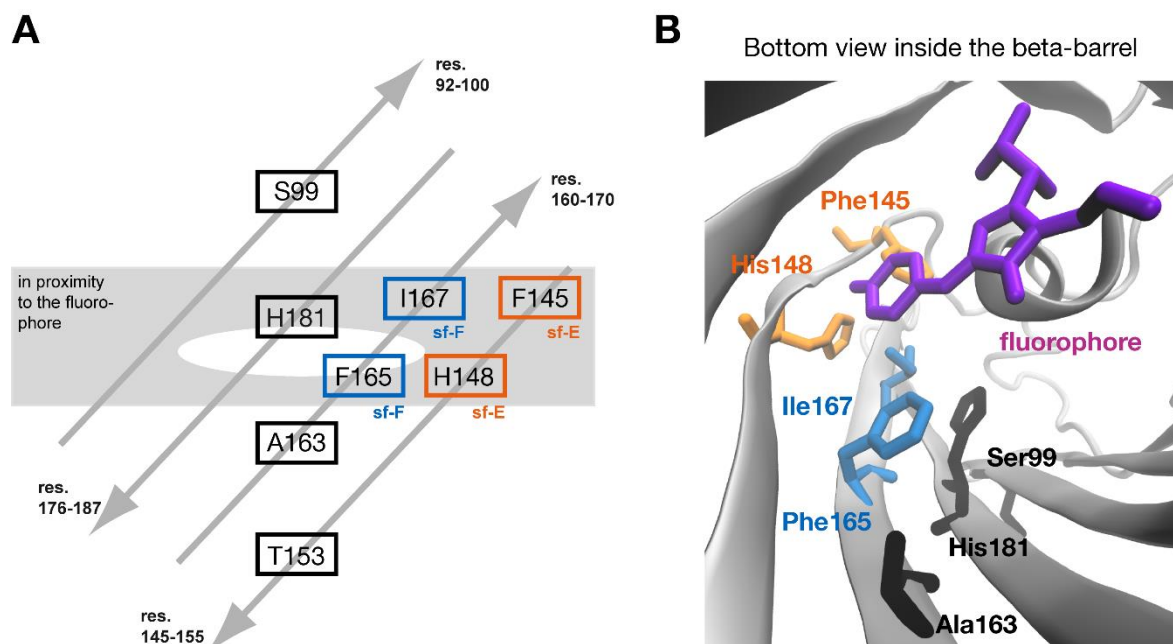 A
res.
92-100
S99
res.
160-170
in proximity
to the fluoro-
phore
I167
sf-F
F145
sf-E
H181
F165
sf-F
H148
sf-E
A163
res.
176-187
T153
res.
145-155
B
Bottom view inside the beta-barrel
Phe145
His148
fluorophore
Ile167
Ser99
Phe165
His181
Ala163